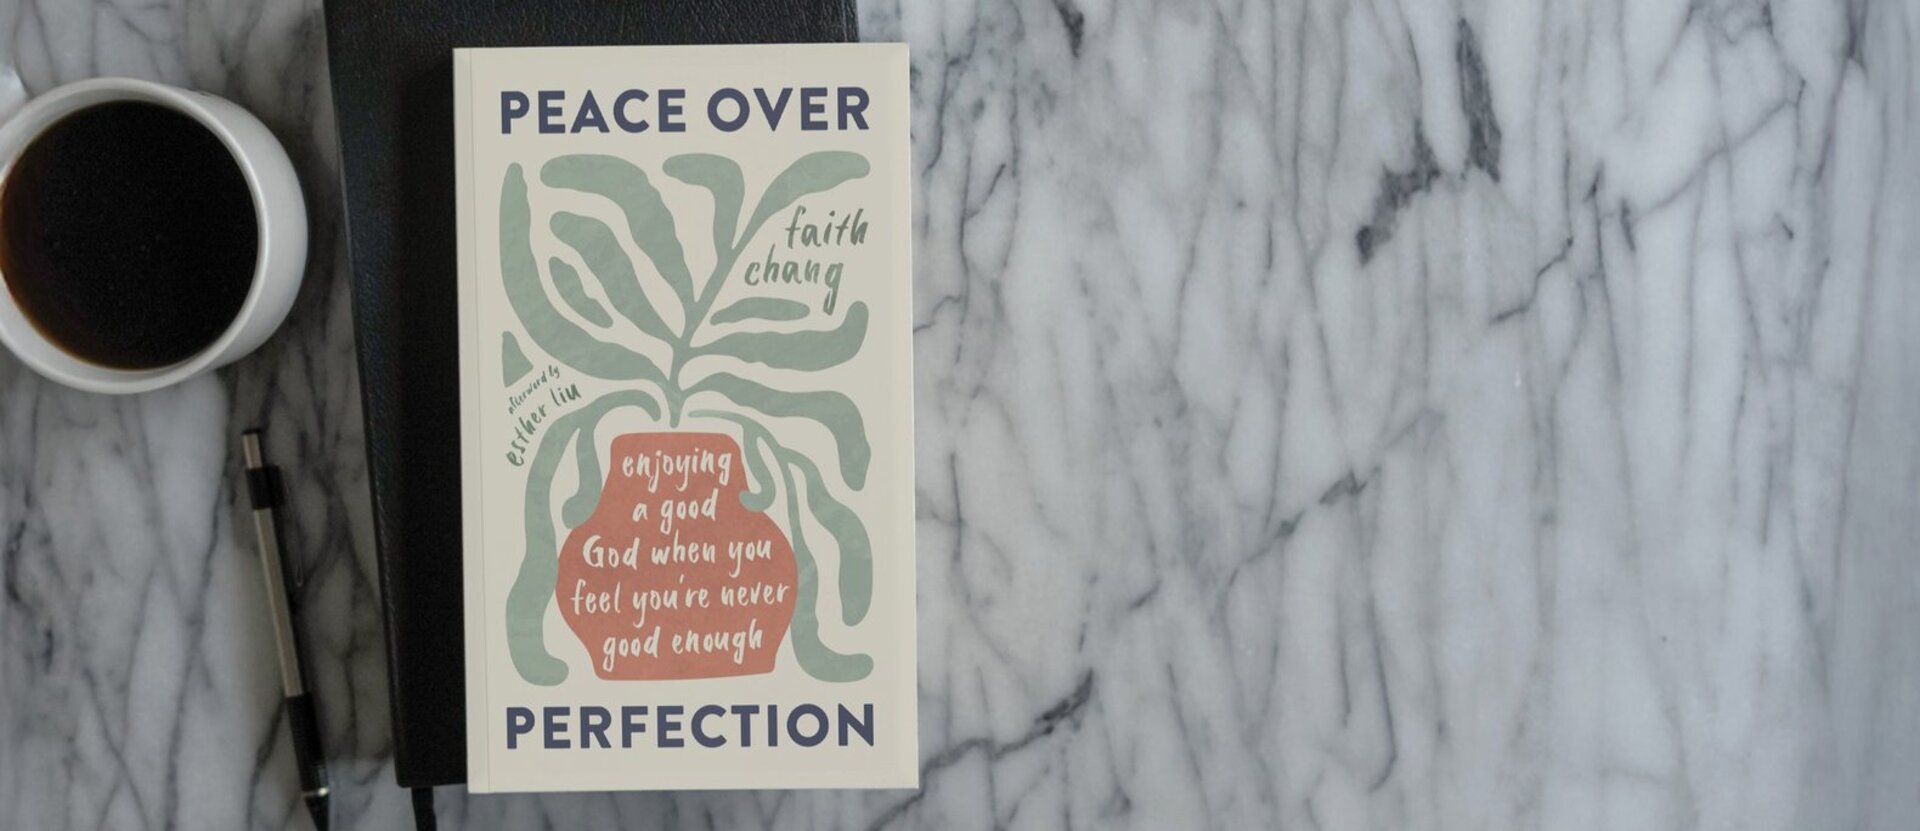 PEACE OVER
faith
chang
afterword by
esther liu
enjoying
a good
God when you
feel you're never
good enough
PERFECTION